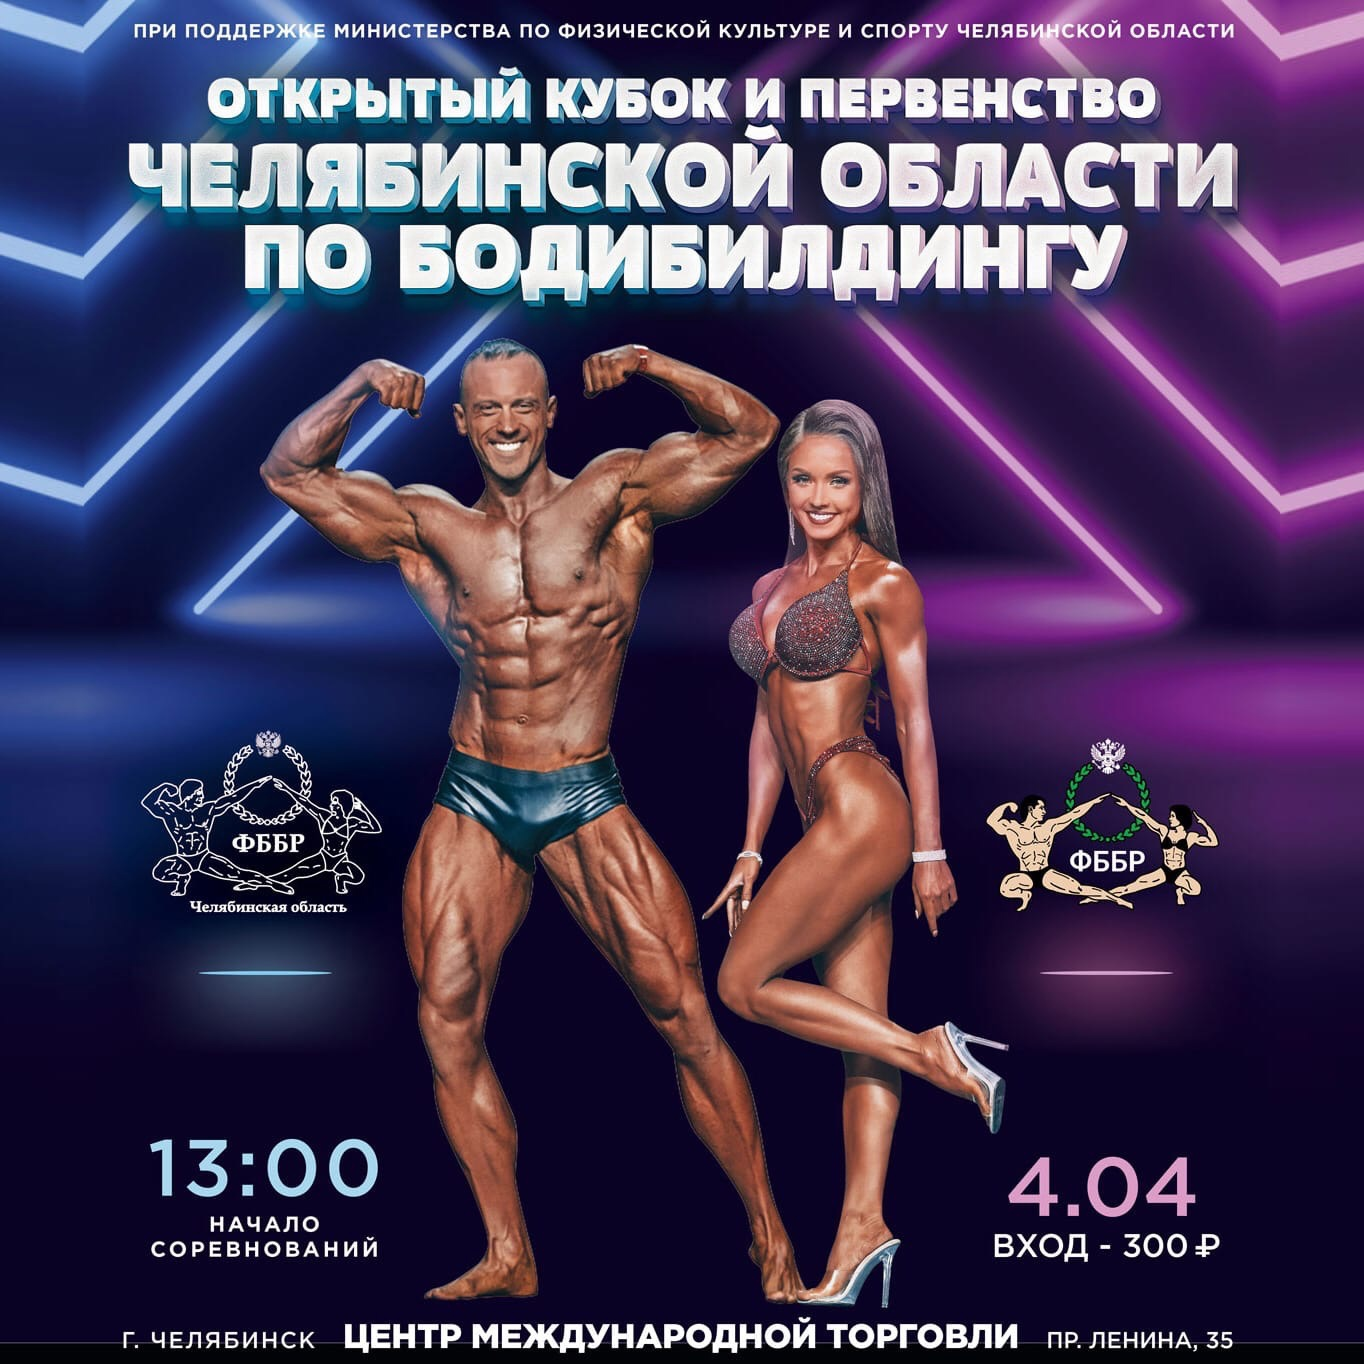 ПРИ ПОДДЕРЖКЕ МИНИСТЕРСТВА ПО ФИЗИЧЕСКОЙ КУЛЬТУРЕ И СПОРТУ ЧЕЛЯБИНСКОЙ ОБЛАСТИ
ОТКРЫТЫЙ КУБОК И ПЕРВЕНСТВО
ЧЕЛЯБИНСКОЙ ОБЛАСТИ
ПО БОДИБИЛДИНГУ
ФББР
Челябинская область
ФББР
13:00
НАЧАЛО
СОРЕВНОВАНИЙ
4.04
ВХОД - 300 ₽
Г. ЧЕЛЯБИНСК ЦЕНТР МЕЖДУНАРОДНОЙ ТОРГОВЛИ ПР. ЛЕНИНА, 35